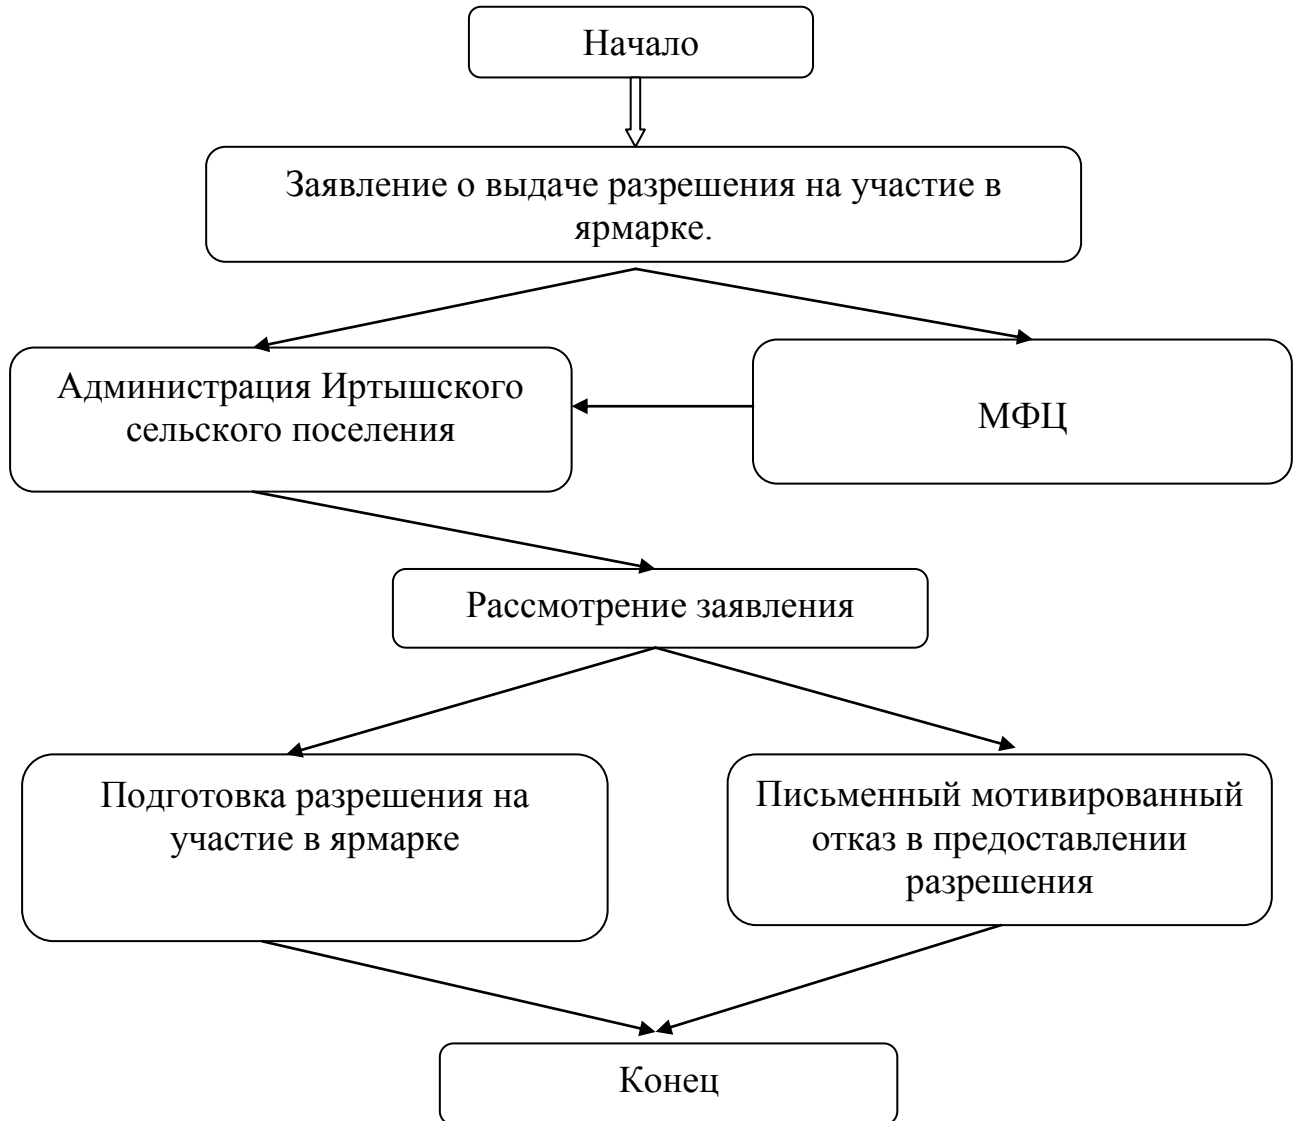 Начало
Заявление о выдаче разрешения на участие в
ярмарке.
Администрация Иртышского
сельского поселения
МФЦ
Рассмотрение заявления
Подготовка разрешения на
участие в ярмарке
Письменный мотивированный
отказ в предоставлении
разрешения
Конец